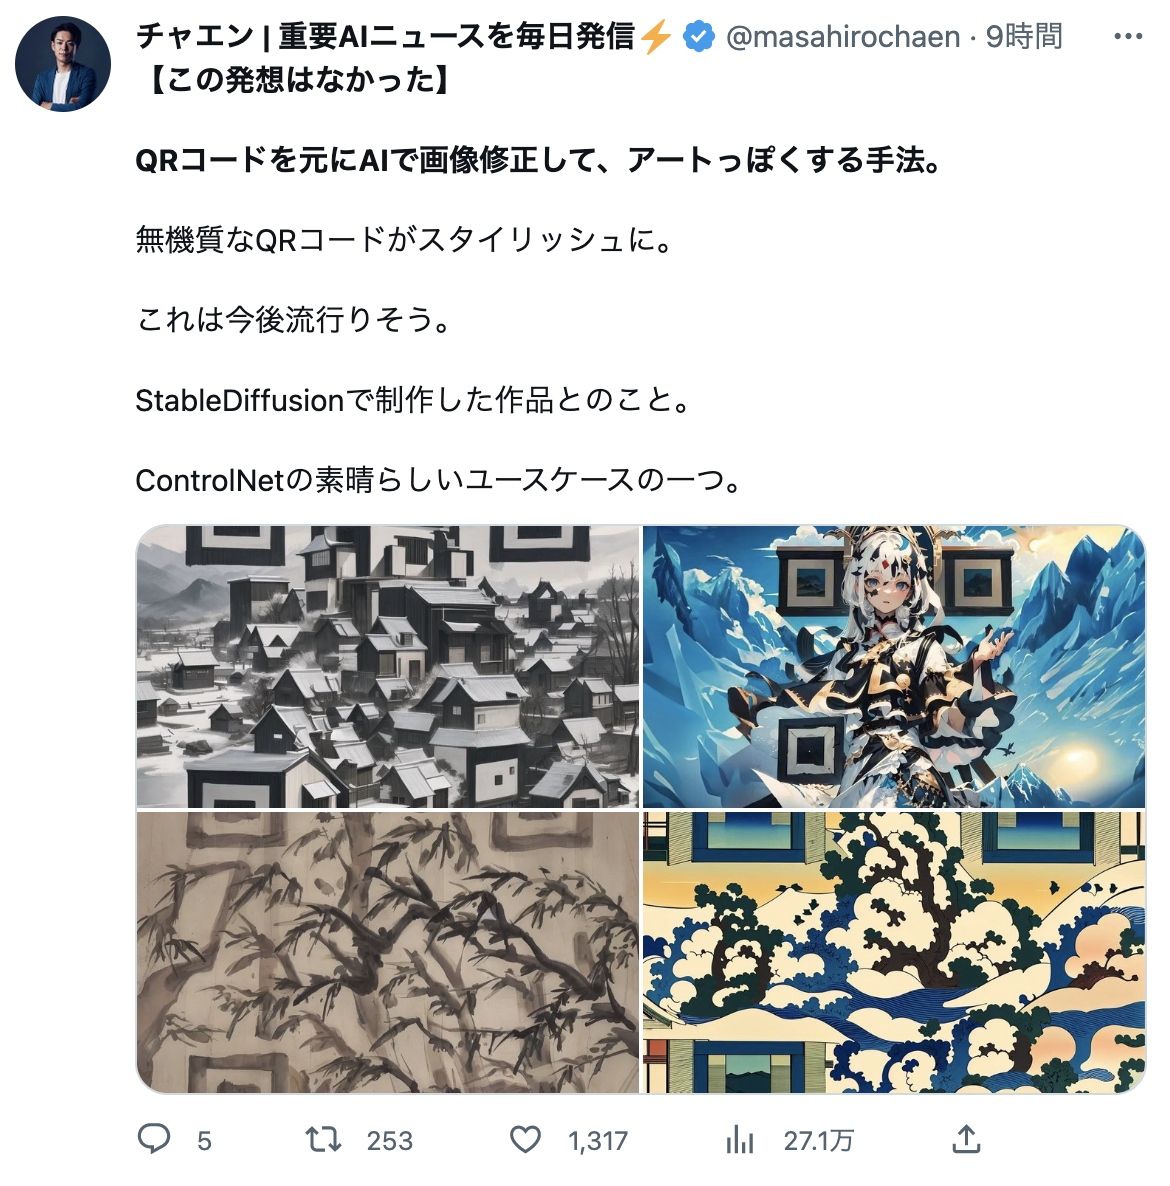 チャエン | 重要AIニュースを毎日発信⚡ @masahirochaen · 9時間
【この発想はなかった】
QRコードを元にAIで画像修正して、アートっぽくする手法。
無機質なQRコードがスタイリッシュに。
これは今後流行りそう。
StableDiffusionで制作した作品とのこと。
ControlNetの素晴らしいユースケースの一つ。
5 253 1,317 27.1万